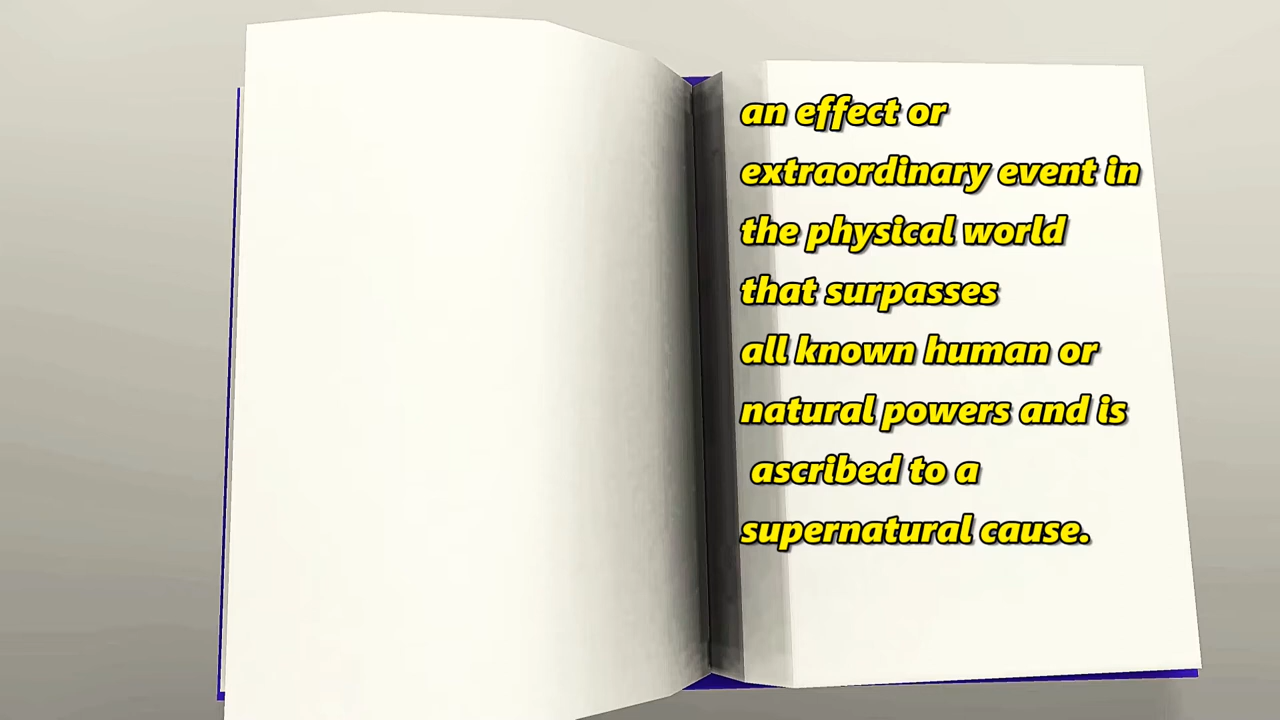 an effect or
extraordinary event in
the physical world
that surpasses
all known human or
natural powers and is
ascribed to a
supernatural cause.